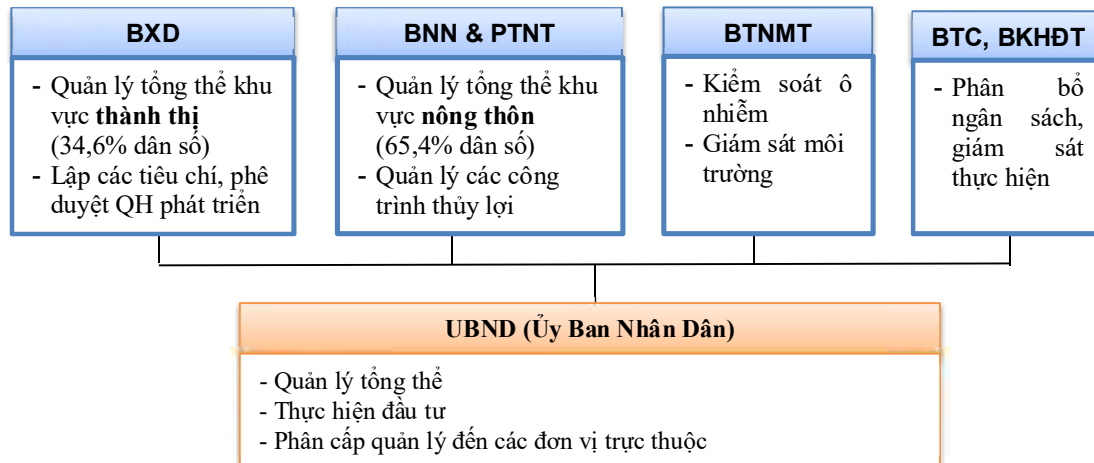 BXD
- Quản lý tổng thể khu
vực thành thị
(34,6% dân số)
- Lập các tiêu chí, phê
duyệt QH phát triển
BNN & PTNT
- Quản lý tổng thể khu
vực nông thôn
(65,4% dân số)
- Quản lý các công
trình thủy lợi
BTNMT
- Kiểm soát ô
nhiễm
- Giám sát môi
trường
BTC, BKHĐT
- Phân bổ
ngân sách,
giám sát
thực hiện
UBND (Ủy Ban Nhân Dân)
- Quản lý tổng thể
- Thực hiện đầu tư
- Phân cấp quản lý đến các đơn vị trực thuộc